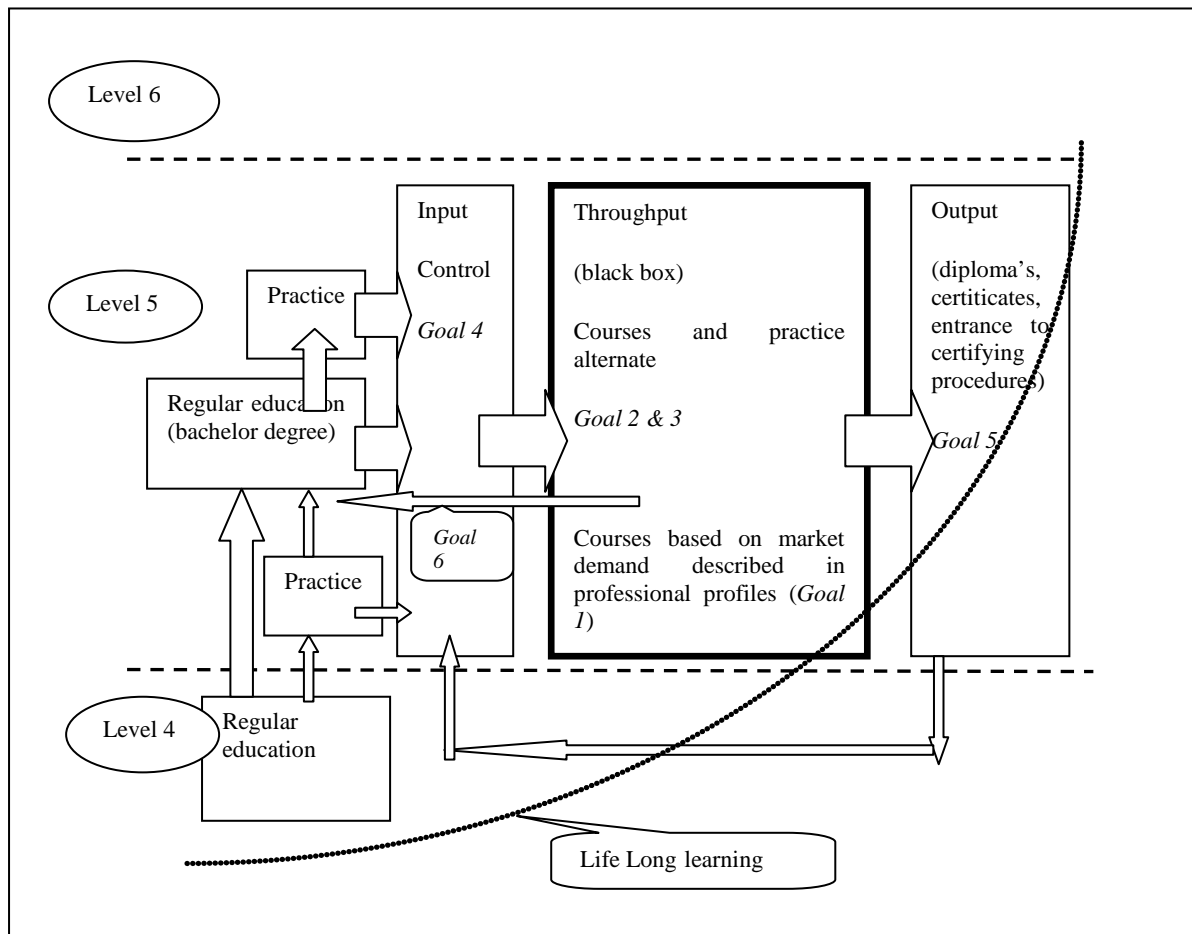 Level 6
Input
Control
Goal 4
Throughput
(black box)
Courses and practice
alternate
Goal 2 & 3
Courses based on market
demand described in
professional profiles (Goal
1)
Output
(diploma's,
certiticates,
entrance to
certifying
procedures)
Goal 5
Level 5
Practice
Regular education
(bachelor degree)
Goal
6
Practice
Level 4
Regular
education
Life Long learning